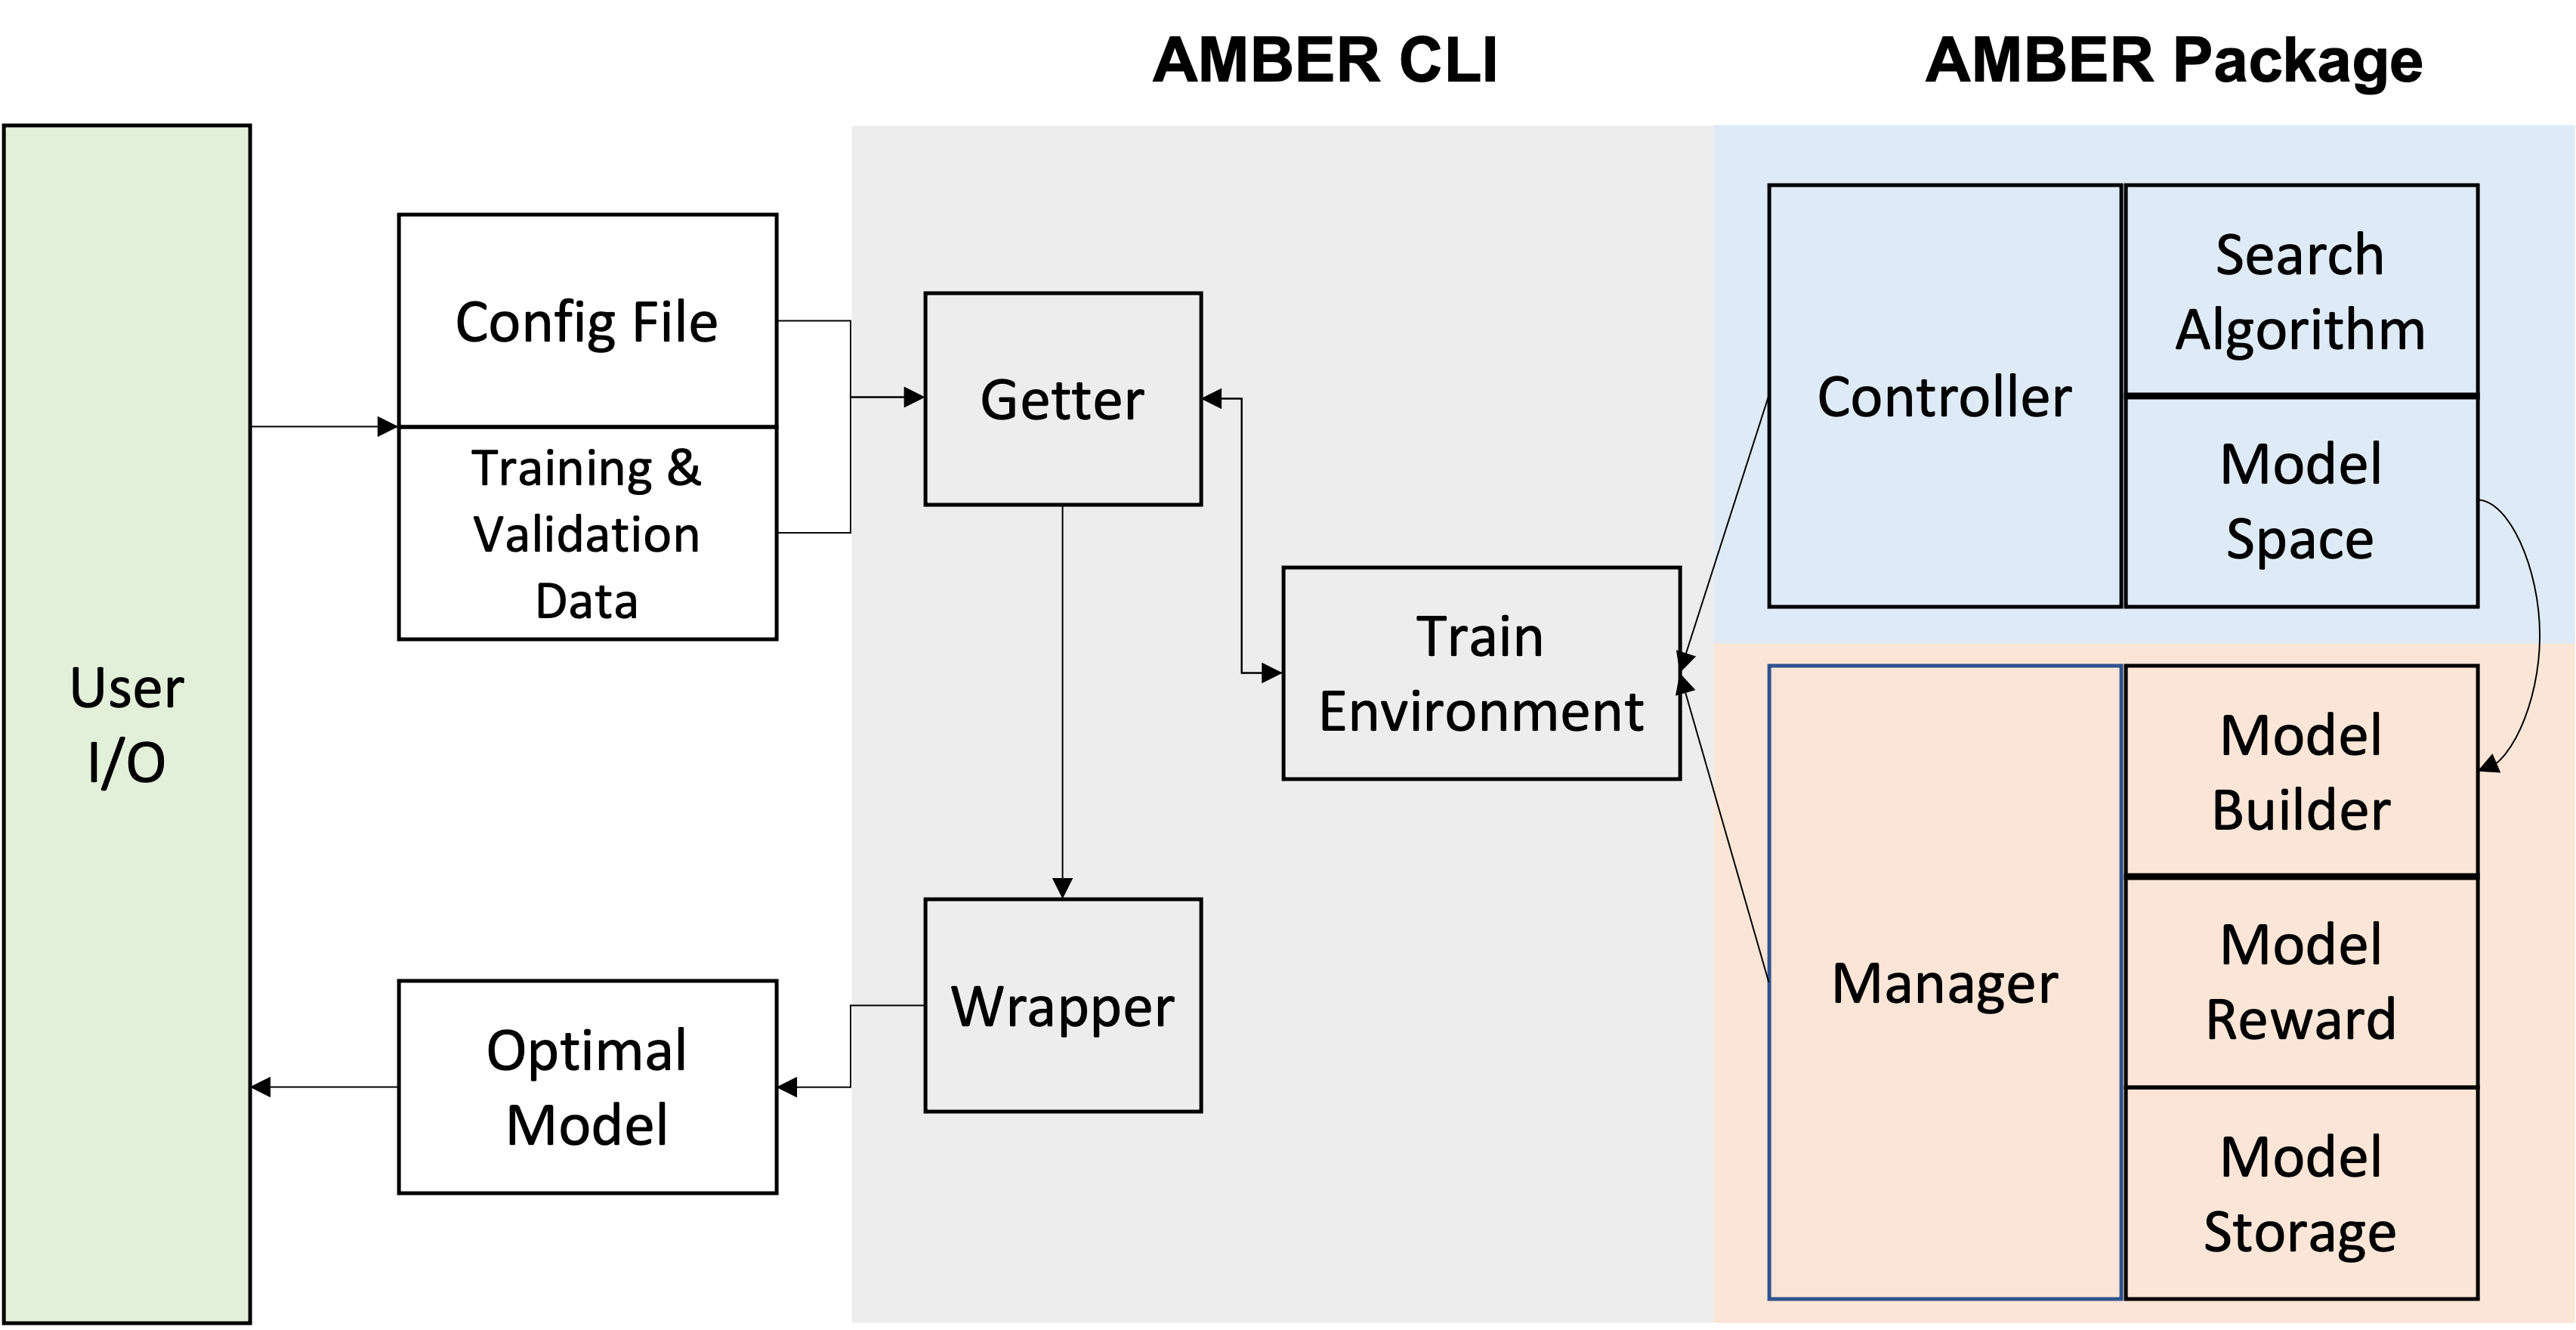 AMBER CLI
AMBER Package
User
I/O
Config File
Training &
Validation
Data
Optimal
Model
Getter
Wrapper
Train
Environment
Controller
Search
Algorithm
Model
Space
Manager
Model
Builder
Model
Reward
Model
Storage